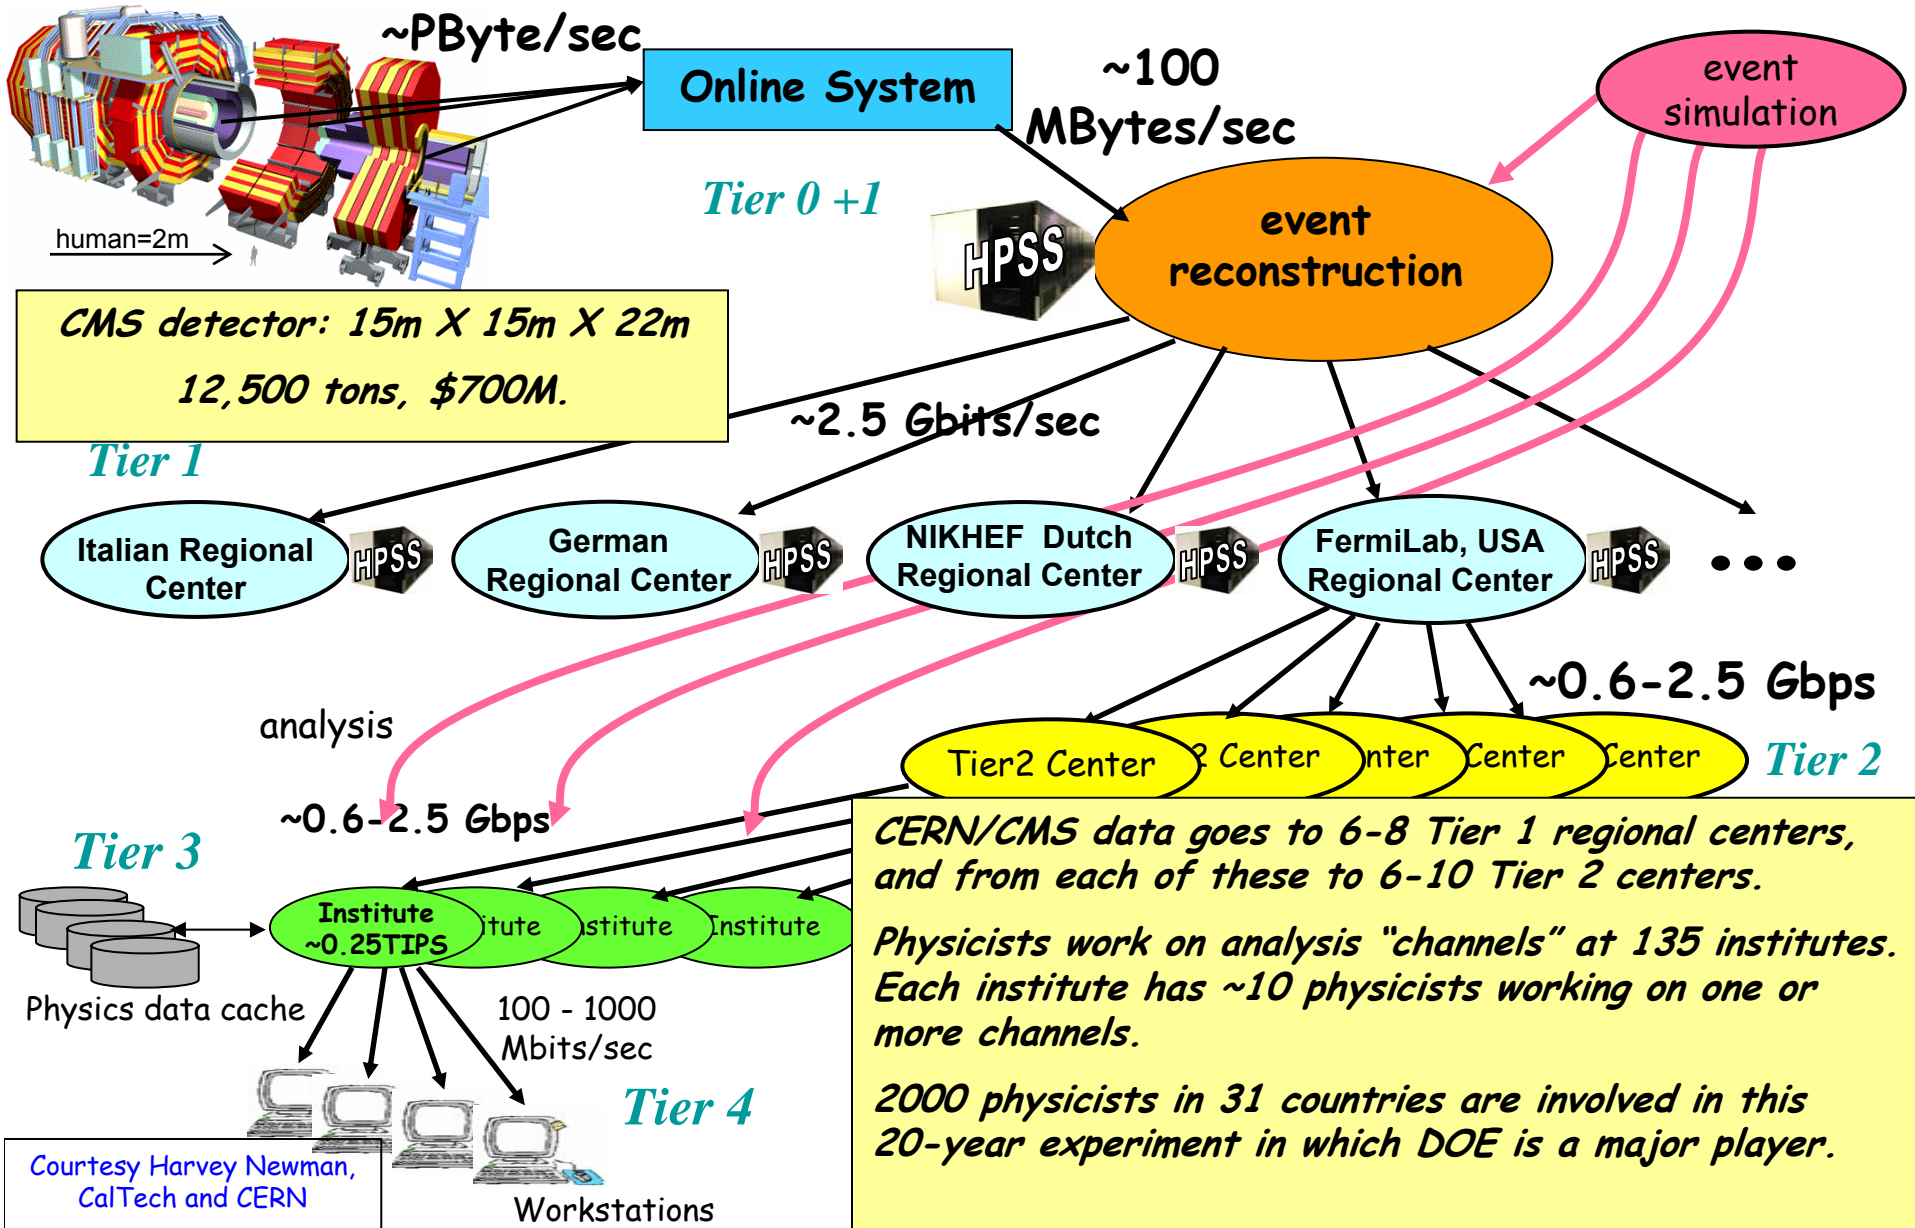 ~PByte/sec
Online System
~100
MBytes/sec
event
simulation
Tier 0 +1
HPSS
event
reconstruction
human=2m
CMS detector: 15m X 15m X 22m
12,500 tons, $700M.
~2.5 Gbits/sec
Tier 1
Italian Regional
Center
HPSS
German
Regional Center
HPSS
NIKHEF Dutch
Regional Center
HPSS
FermiLab, USA
Regional Center
HPSS
...
~0.6-2.5 Gbps
analysis
Tier2 Center
2 Center
nter
Center
Center
Tier 2
~0.6-2.5 Gbps
Tier 3
Institute
~0.25TIPS
itute
nstitute
Institute
Physics data cache
100 - 1000
Mbits/sec
Tier 4
Workstations
CERN/CMS data goes to 6-8 Tier 1 regional centers,
and from each of these to 6-10 Tier 2 centers.
Physicists work on analysis “channels” at 135 institutes.
Each institute has ~10 physicists working on one or
more channels.
2000 physicists in 31 countries are involved in this
20-year experiment in which DOE is a major player.
Courtesy Harvey Newman,
CalTech and CERN